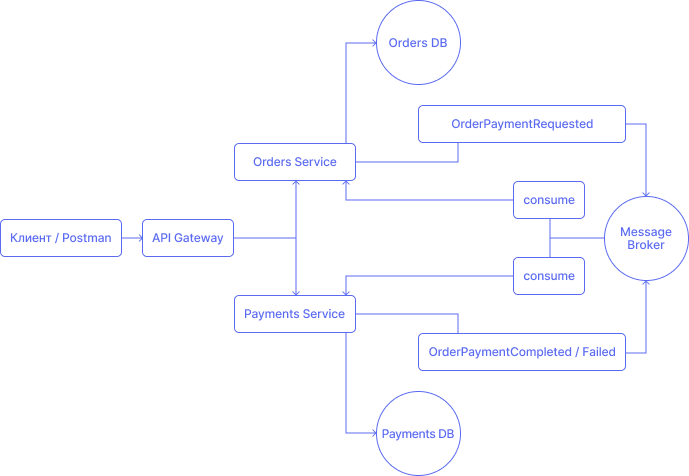 Orders DB
OrderPaymentRequested
Orders Service
consume
Клиент / Postman
API Gateway
Message
Broker
consume
Payments Service
OrderPaymentCompleted / Failed
Payments DB